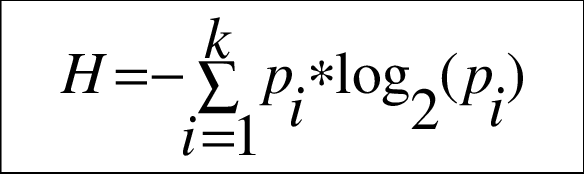 H=-∑_{i=1}^{k} p_i*log_2(p_i)